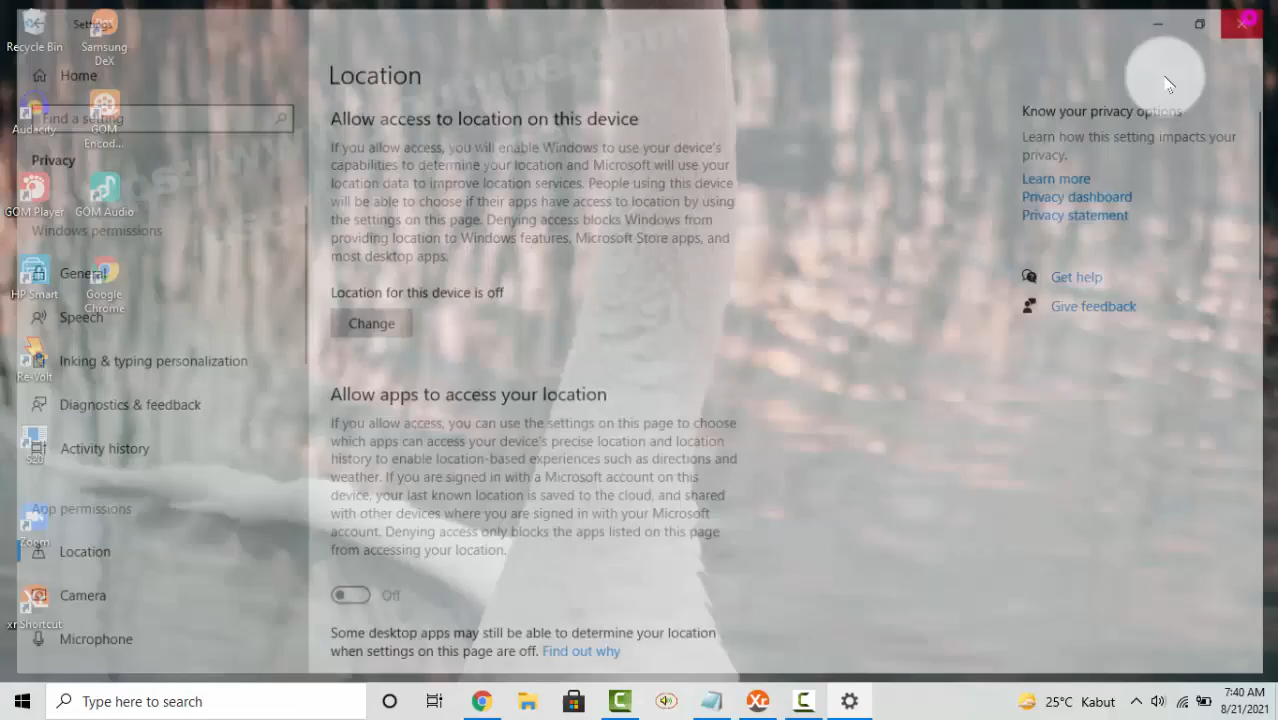 Recycle Bin
Samsung
DeX
Audacity
GOM
Encod...
GOM Player
GOM Audio
HP Smart
Google
Chrome
Re-Volt
Zoom
xr Shortcut
Settings
Home
Find a setting
Privacy
Windows permissions
General
Speech
Inking & typing personalization
Diagnostics & feedback
Activity history
App permissions
Location
Camera
Microphone
Location
Allow access to location on this device
If you allow access, you will enable Windows to use your device's
capabilities to determine your location and Microsoft will use your
location data to improve location services. People using this device
will be able to choose if their apps have access to location by using
the settings on this page. Denying access blocks Windows from
providing location to Windows features, Microsoft Store apps, and
most desktop apps.
Location for this device is off
Change
Allow apps to access your location
If you allow access, you can use the settings on this page to choose
which apps can access your device's precise location and location
history to enable location-based experiences such as directions and
weather. If you are signed in with a Microsoft account on this
device, your last known location is saved to the cloud, and shared
with other devices where you are signed in with your Microsoft
account. Denying access only blocks the apps listed on this page
from accessing your location.
Off
Some desktop apps may still be able to determine your location
when settings on this page are off. Find out why
Know your privacy options
Learn how this setting impacts your
privacy.
Learn more
Privacy dashboard
Privacy statement
Get help
Give feedback
Type here to search
25°C Kabut
7:40 AM
8/21/2021